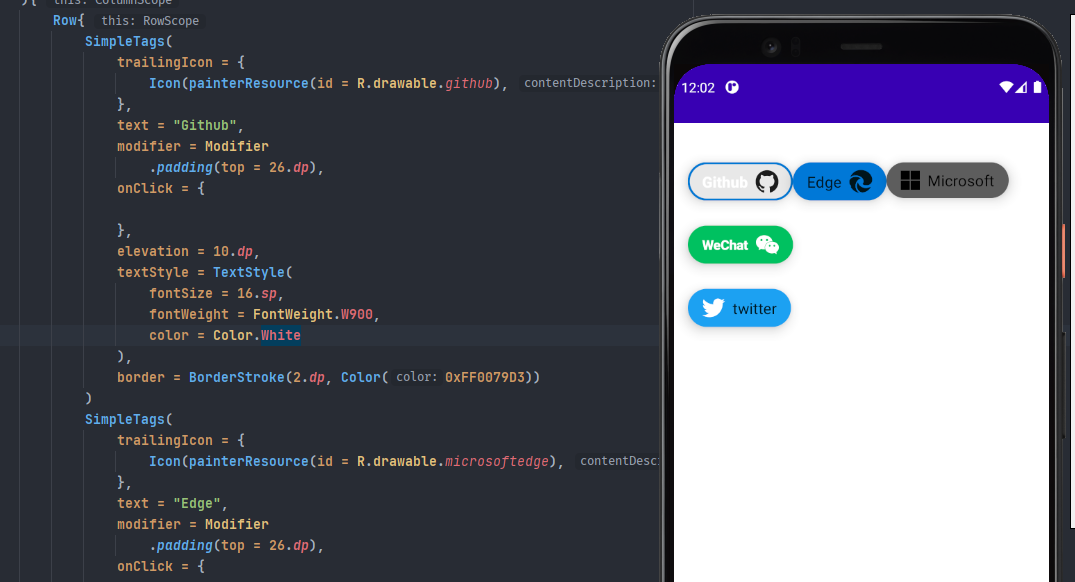 ){ this: ColumnScope
Row{ this: RowScope
SimpleTags(
trailingIcon = {
Icon(painterResource(id = R.drawable.github), contentDescription:
},
text = "Github",
modifier = Modifier
.padding(top = 26.dp),
onClick = {
},
elevation = 10.dp,
textStyle = TextStyle(
fontSize = 16.sp,
fontWeight = FontWeight.W900,
color = Color.White
),
border = BorderStroke(2.dp, Color( color: 0xFF0079D3))
)
SimpleTags(
trailingIcon = {
Icon(painterResource(id = R.drawable.microsoftedge), contentDesc
},
text = "Edge",
modifier = Modifier
.padding(top = 26.dp),
onClick = {
12:02
Github Edge Microsoft
WeChat
twitter